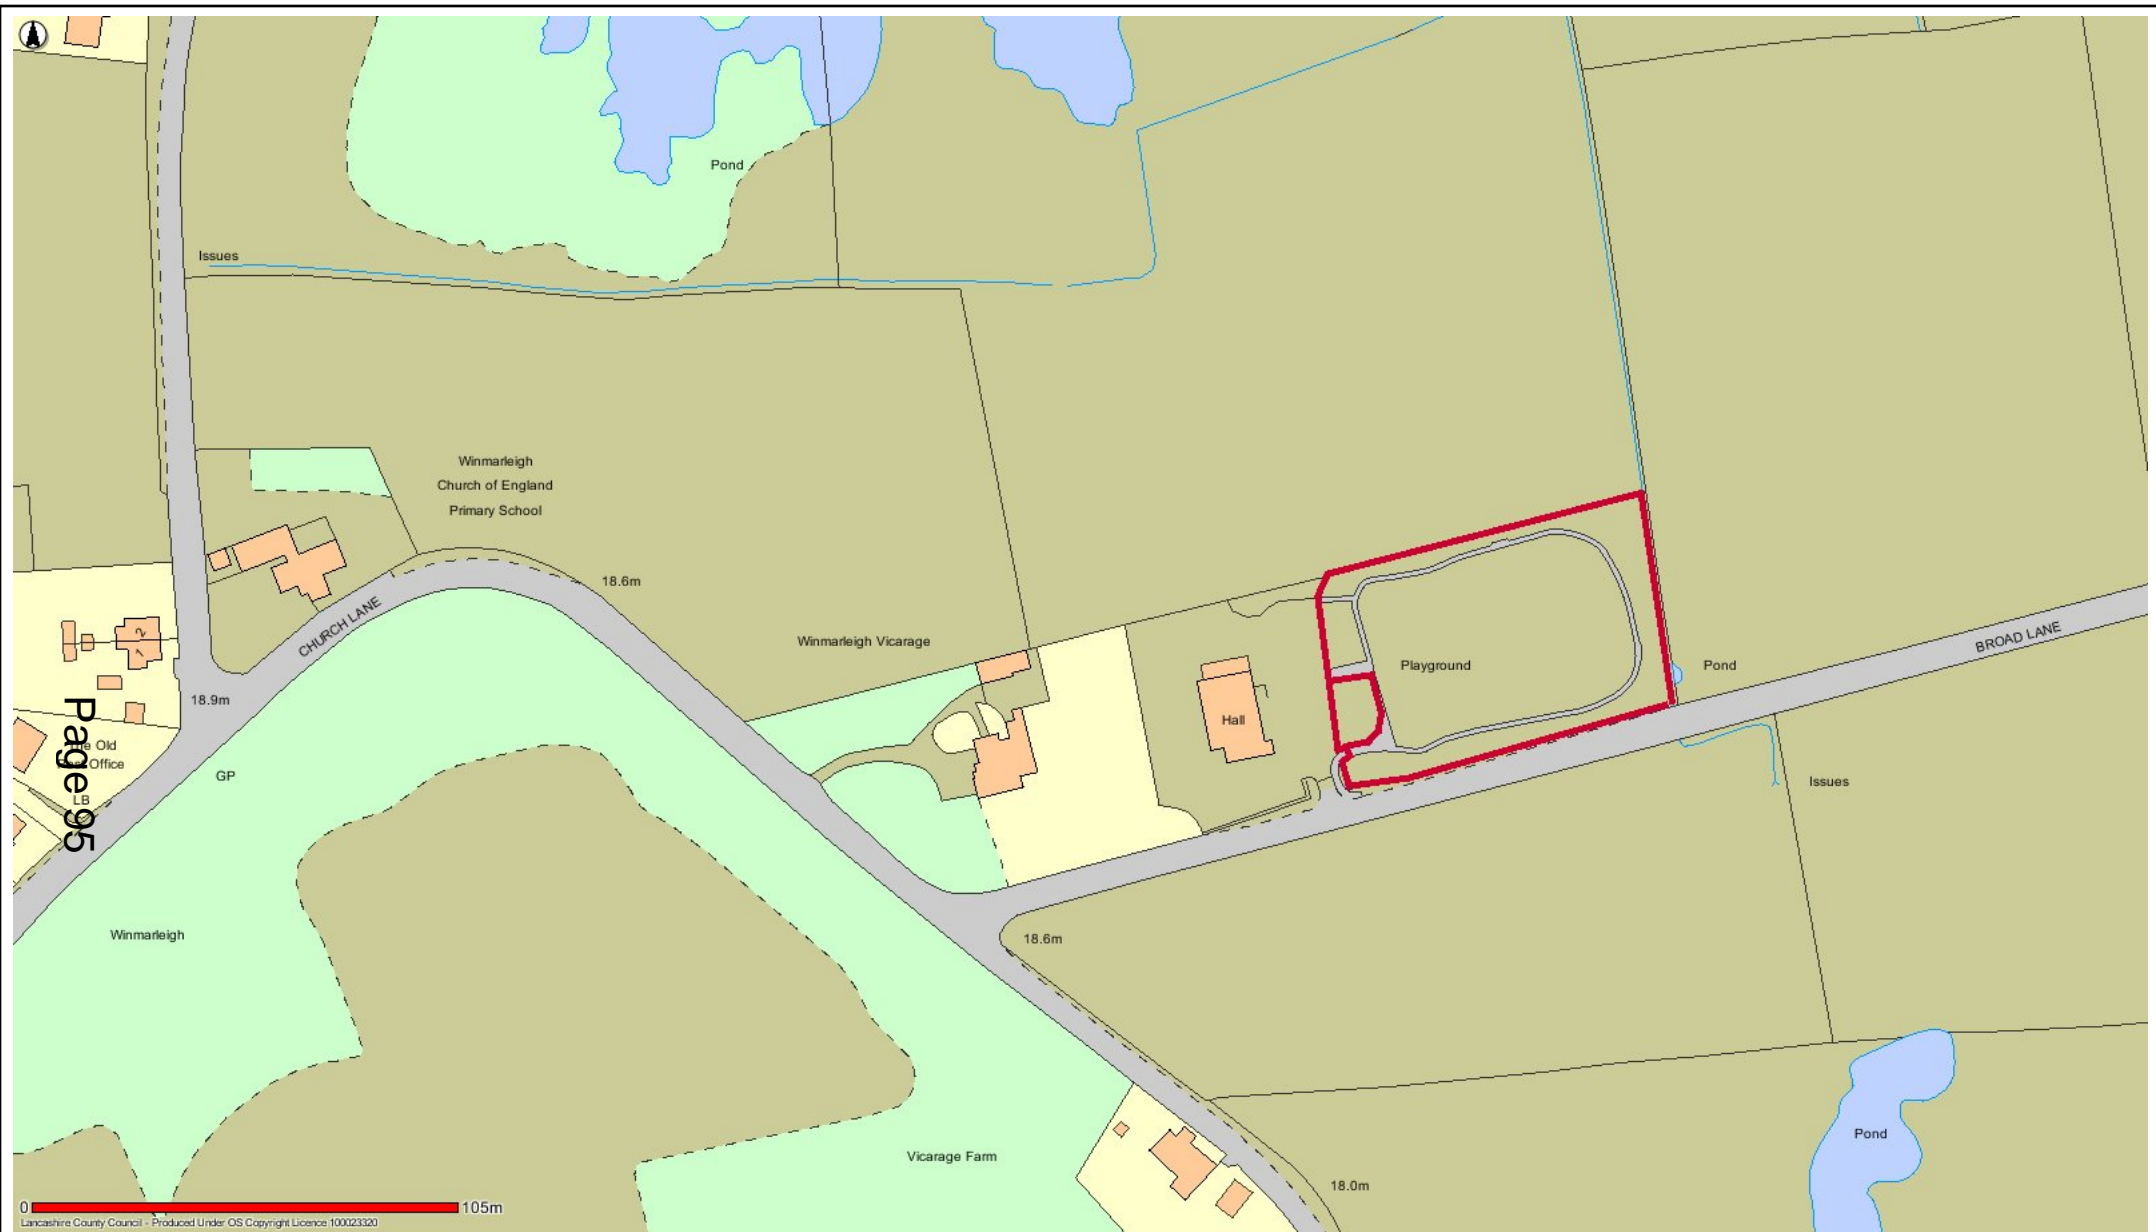 Pond
Issues
Winmarleigh
Church of England
Primary School
18.6m
CHURCH LANE
Winmarleigh Vicarage
BROAD LANE
2
1
Playground
Pond
18.9m
Page 95
Hall
Office
GP
Issues
LB
Winmarleigh
18.6m
Pond
Vicarage Farm
18.0m
0
105m
Lancashire County Council - Produced Under OS Copyright Licence 100023320